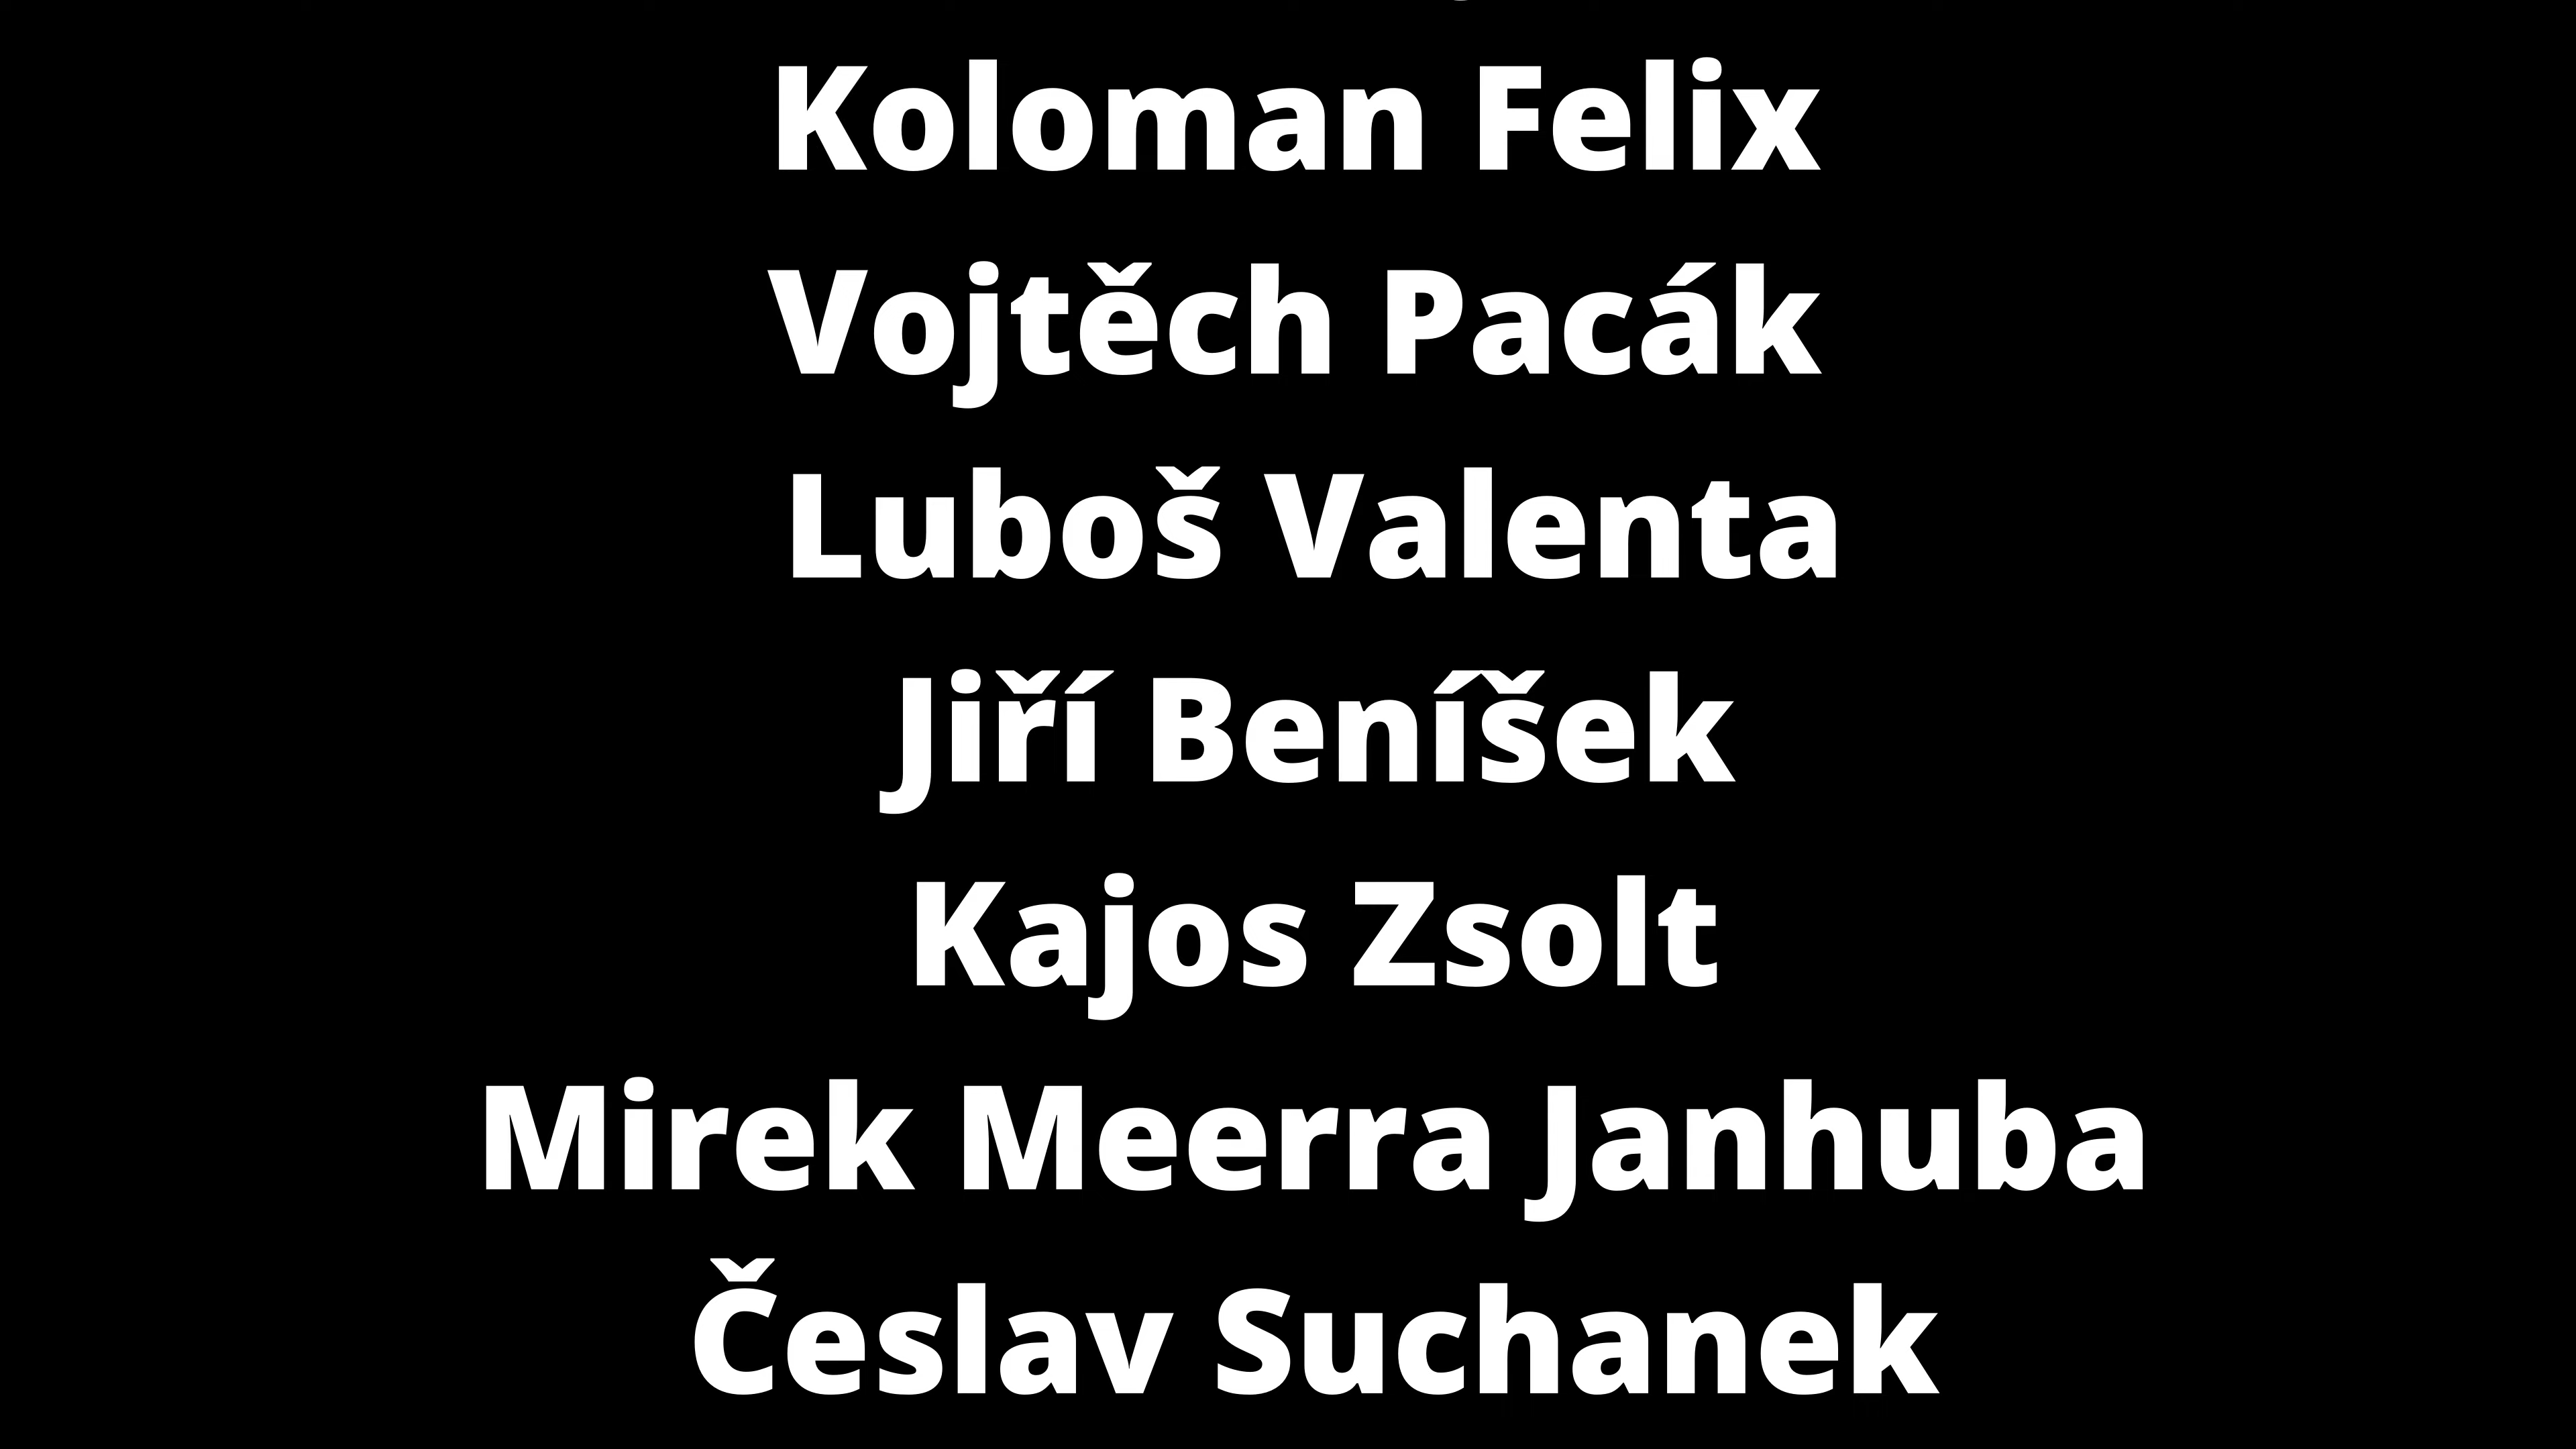 Koloman Felix
Vojtěch Pacák
Luboš Valenta
Jiří Beníšek
Kajos Zsolt
Mirek Meerra Janhuba
Česlav Suchanek